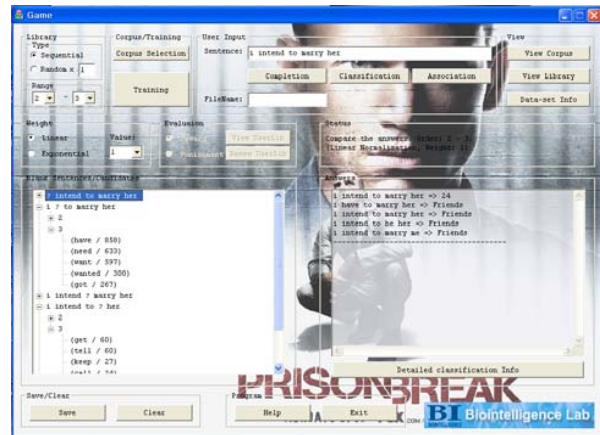 Game
Library
Type
Sequential
Random x 1
Range
2 - 3
Corpus/Training
Corpus Selection
Training
User Input
Sentence: i intend to marry her
Completion Classification Association
FileName:
View
View Corpus
View Library
Data-set Info
Weight
Linear
Exponential
Value:
1
Evaluation
View UserLib
Punishment Renew UserLib
Status
Compare the answers. Order: 2 - 3
(Linear Normalization, Weight: 1)
Blank Sentences/Candidates
? intend to marry her
i ? to marry her
2
3
(have / 850)
(need / 633)
(want / 597)
(wanted / 300)
(got / 267)
i intend ? marry her
i intend to ? her
2
3
(get / 60)
(tell / 60)
(keep / 27)
Answers
i intend to marry her => 24
i have to marry her => Friends
i intend to marry her => Friends
i intend to be her => Friends
i intend to marry me => Friends
Detailed classification Info
PRISON BREAK
Save/Clear
Save Clear
Program
Help Exit
BI Biointelligence Lab